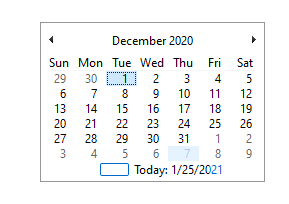 December 2020
Sun Mon Tue Wed Thu Fri Sat
29 30 1 2 3 4 5
6 7 8 9 10 11 12
13 14 15 16 17 18 19
20 21 22 23 24 25 26
27 28 29 30 31 1 2
3 4 5 6 7 8 9
Today: 1/25/2021